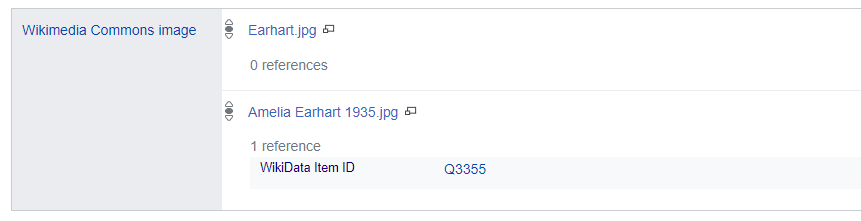 Wikimedia Commons image
Earhart.jpg
0 references
Amelia Earhart 1935.jpg
1 reference
WikiData Item ID
Q3355